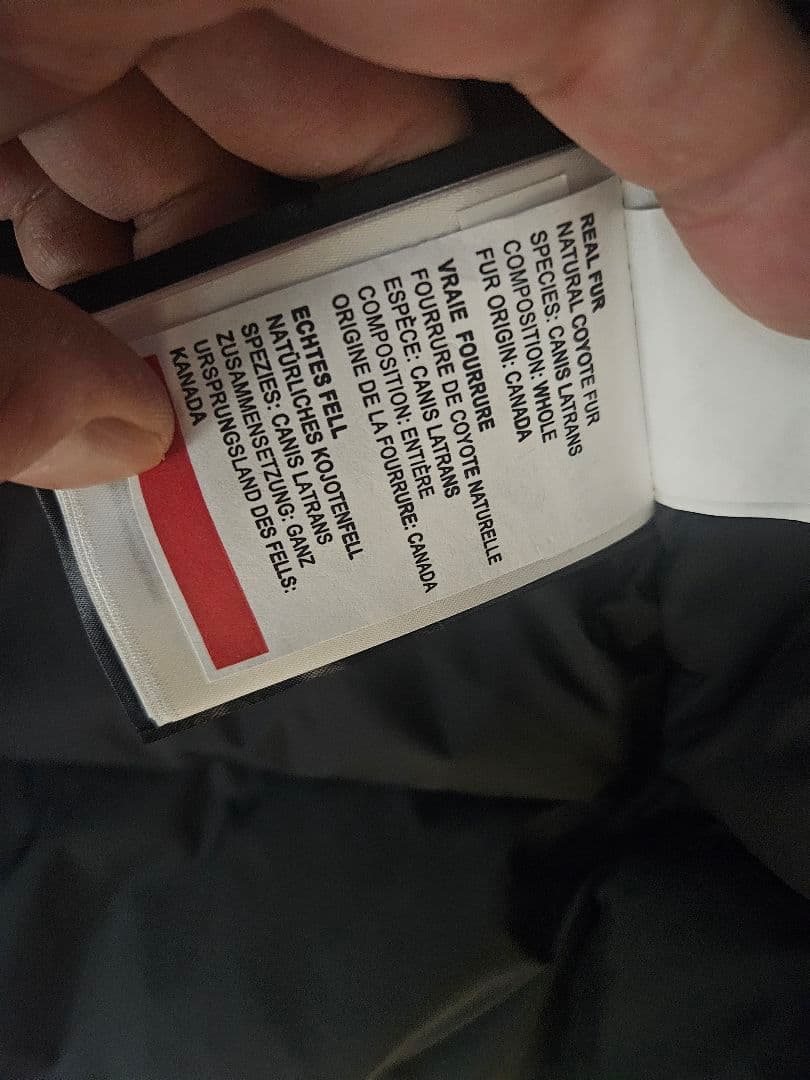 REAL FUR
NATURAL COYOTE FUR
SPECIES: CANIS LATRANS
COMPOSITION: WHOLE
FUR ORIGIN: CANADA
VRAIE FOURRURE
FOURRURE DE COYOTE NATURELLE
ESPÈCE: CANIS LATRANS
COMPOSITION: ENTIÈRE
ORIGINE DE LA FOURRURE: CANADA
ECHTES FELL
NATÜRLICHES KOJOTENFELL
SPEZIES: CANIS LATRANS
ZUSAMMENSETZUNG: GANZ
URSPRUNGSLAND DES FELLS:
KANADA